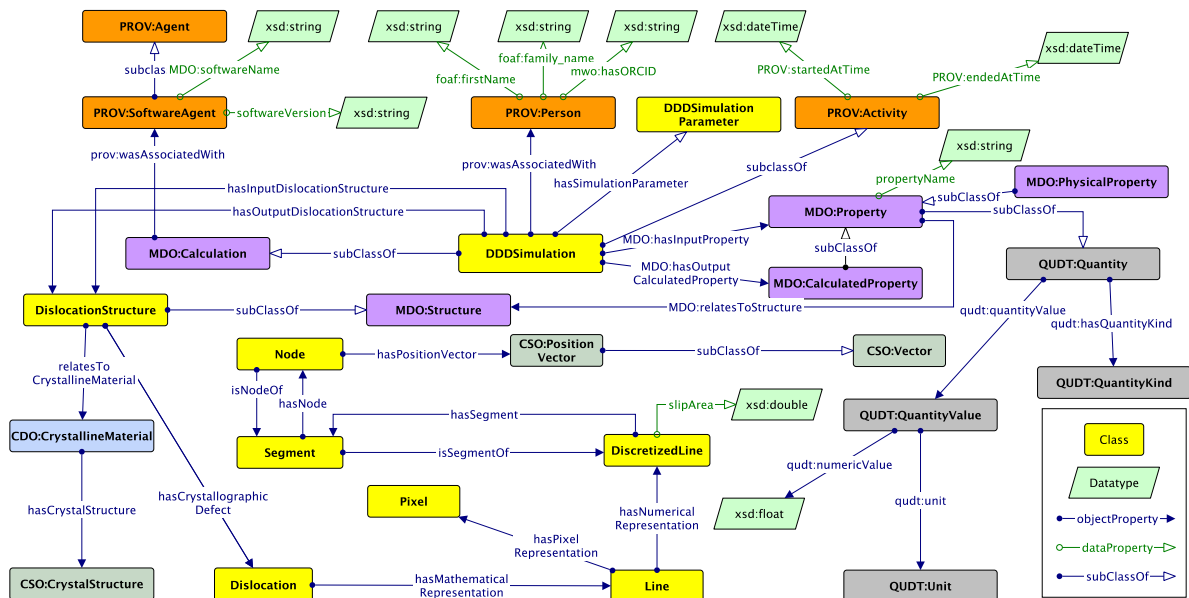 PROV:Agent
xsd:string
xsd:string
xsd:string
xsd:string
xsd:dateTime
xsd:dateTime
subclas
MDO:softwareName
foaf:firstName
foaf:family_name
mwo:hasORCID
PROV:startedAtTime
PROV:endedAtTime
PROV:SoftwareAgent
softwareVersion
xsd:string
PROV:Person
DDDSimulation
Parameter
PROV:Activity
xsd:string
prov:wasAssociatedWith
prov:wasAssociatedWith
hasSimulationParameter
subclassOf
propertyName
MDO:PhysicalProperty
subClassOf
subClassOf
hasInputDislocationStructure
hasOutputDislocationStructure
MDO:Property
MDO:hasInputProperty
subClassOf
MDO:Calculation
subClassOf
DDDSimulation
MDO:hasOutput
CalculatedProperty
MDO:CalculatedProperty
QUDT:Quantity
DislocationStructure
subClassOf
MDO:Structure
MDO:relatesToStructure
qudt:quantityValue
qudt:hasQuantityKind
relatesTo
CrystallineMaterial
Node
hasPositionVector
CSO:Position
Vector
subClassOf
CSO:Vector
isNodeOf
hasNode
QUDT:QuantityKind
hasSegment
slipArea
xsd:double
QUDT:QuantityValue
CDO:CrystallineMaterial
Segment
isSegmentOf
DiscretizedLine
Class
qudt:numericValue
Datatype
hasCrystalStructure
hasCrystallographic
Defect
Pixel
hasNumerical
Representation
xsd:float
qudt:unit
objectProperty
hasPixel
Representation
dataProperty
CSO:CrystalStructure
Dislocation
hasMathematical
Representation
Line
QUDT:Unit
subClassOf